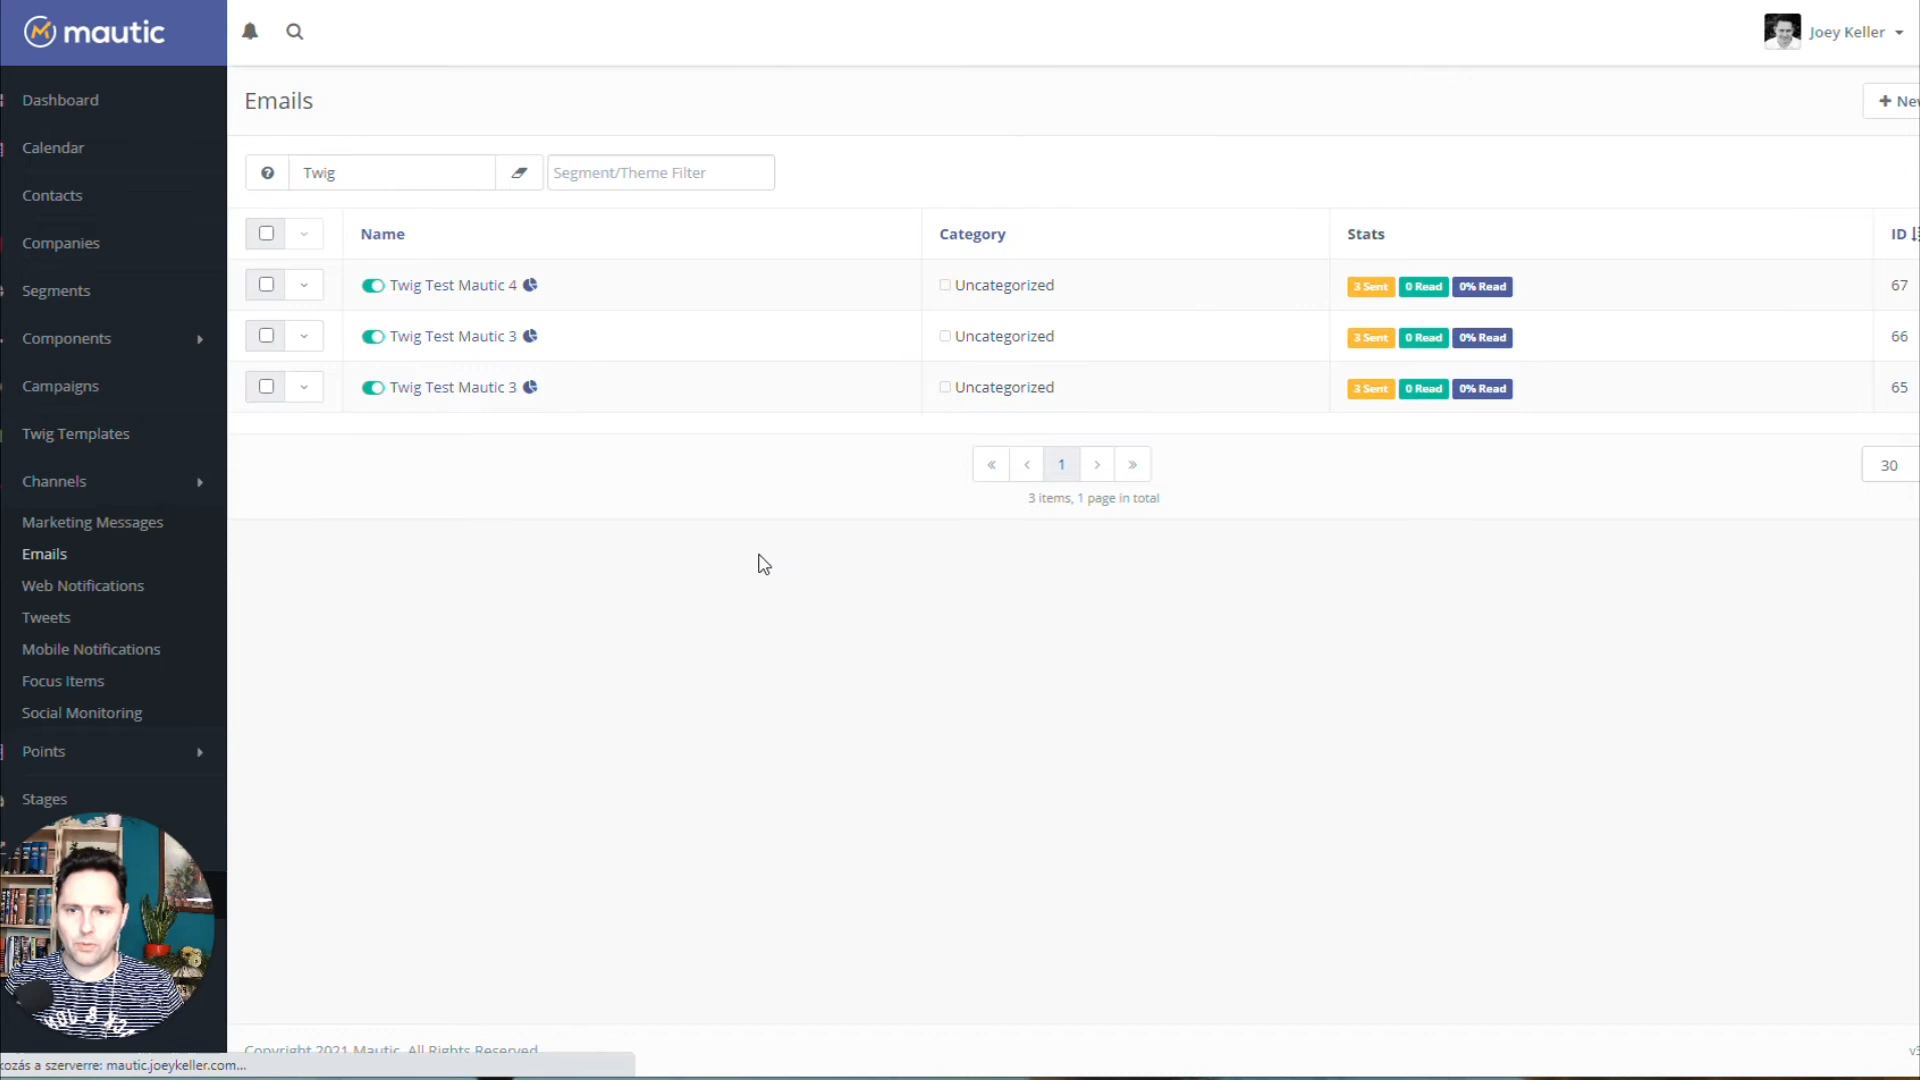 mautic
Joey Keller
Dashboard
Calendar
Contacts
Companies
Segments
Components
Campaigns
Twig Templates
Channels
Marketing Messages
Emails
Web Notifications
Tweets
Mobile Notifications
Focus Items
Social Monitoring
Points
Stages
Emails
+ New
Twig
Segment/Theme Filter
Name Category Stats ID
Twig Test Mautic 4 Uncategorized 3 Sent 0 Read 0% Read 67
Twig Test Mautic 3 Uncategorized 3 Sent 0 Read 0% Read 66
Twig Test Mautic 3 Uncategorized 3 Sent 0 Read 0% Read 65
« ‹ 1 › »
30
3 items, 1 page in total
Copyright 2021 Mautic. All Rights Reserved.
kozás a szerverre: mautic.joeykeller.com...